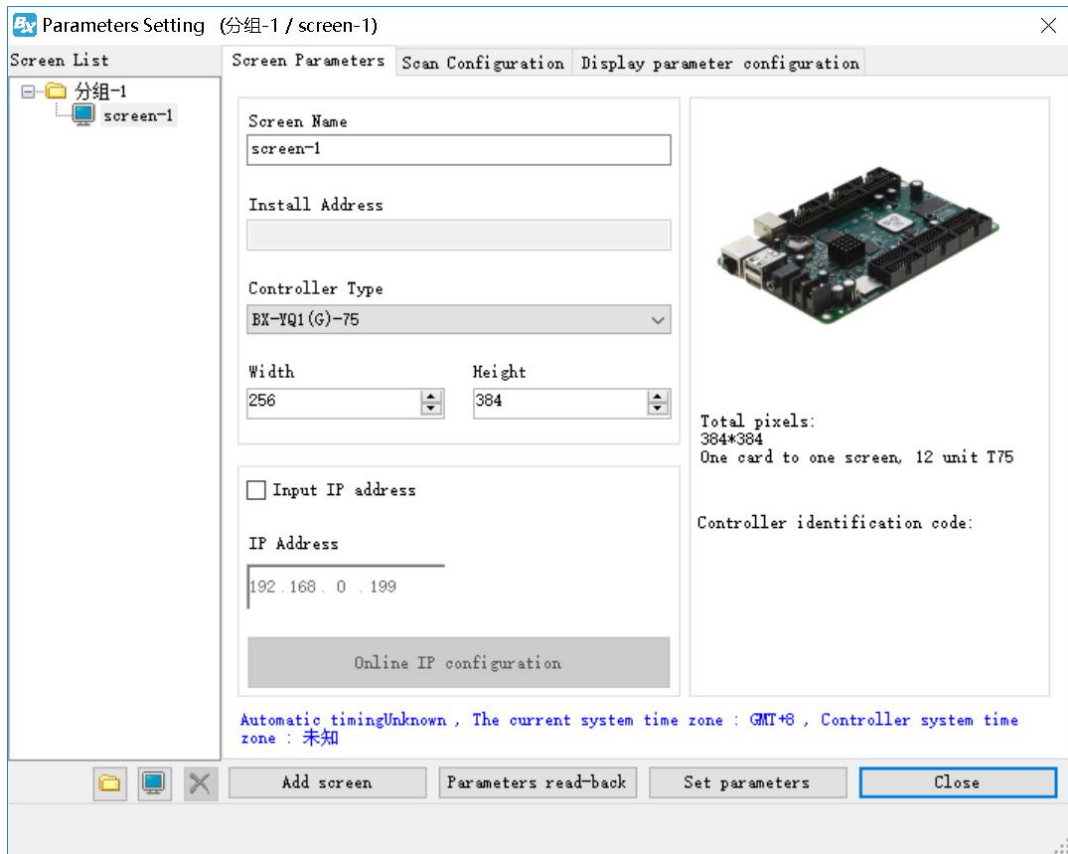 BX Parameters Setting (分组-1 / screen-1)
Screen List
Screen Parameters Scan Configuration Display parameter configuration
分组-1
screen-1
Screen Name
screen-1
Install Address
Controller Type
BX-YQ1(G)-75
Width Height
256 384
Total pixels:
384*384
One card to one screen, 12 unit T75
Input IP address
Controller identification code:
IP Address
192 . 168 . 0 . 199
Online IP configuration
Automatic timingUnknown , The current system time zone : GMT+8 , Controller system time
zone : 未知
Add screen Parameters read-back Set parameters Close